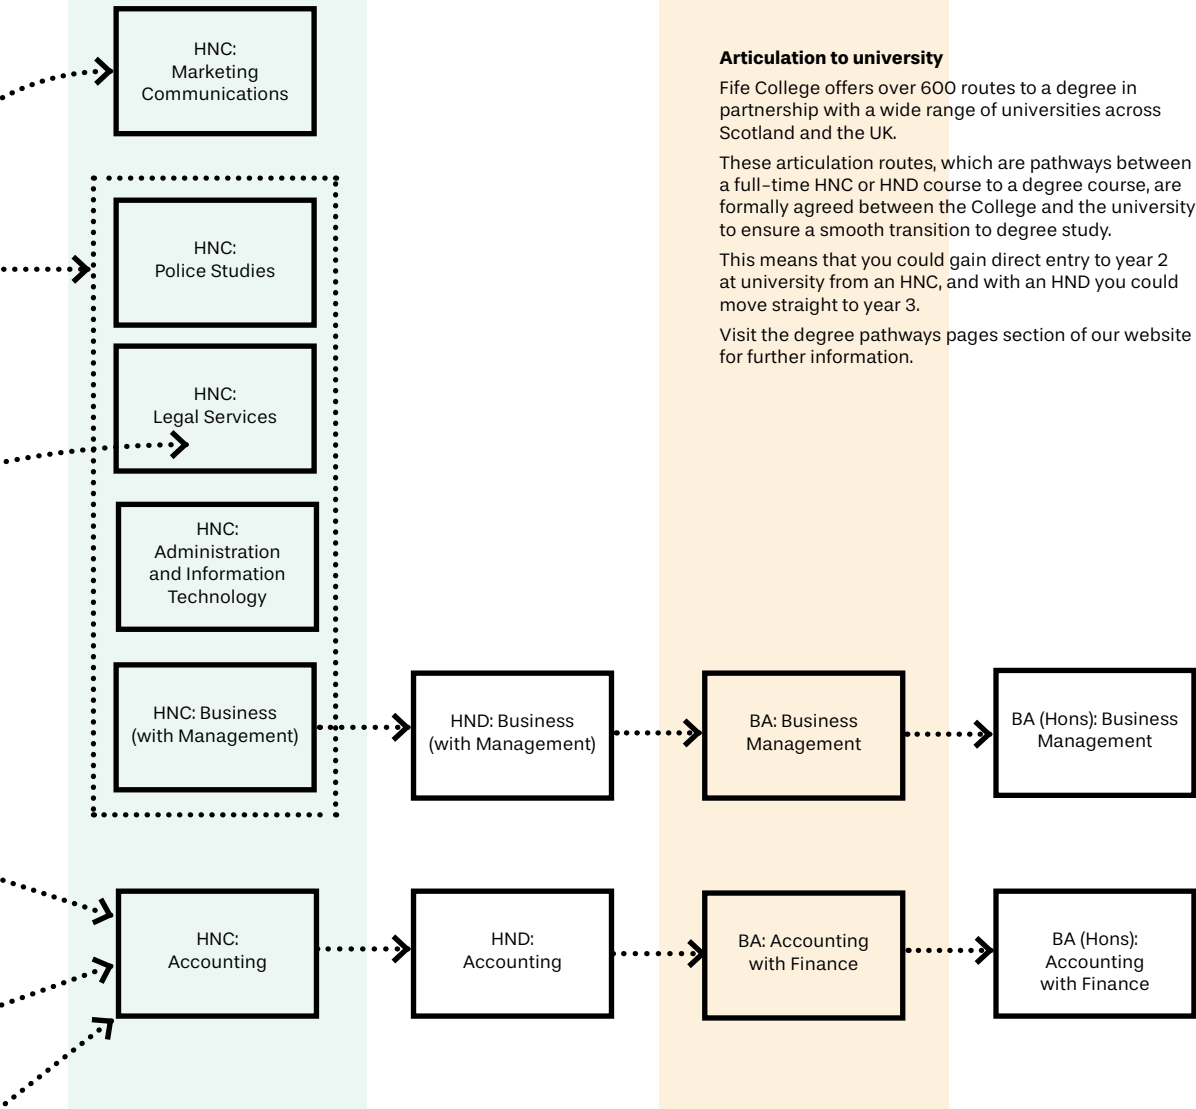 HNC:
Marketing
Communications
Articulation to university
Fife College offers over 600 routes to a degree in
partnership with a wide range of universities across
Scotland and the UK.
These articulation routes, which are pathways between
a full-time HNC or HND course to a degree course, are
formally agreed between the College and the university
to ensure a smooth transition to degree study.
This means that you could gain direct entry to year 2
at university from an HNC, and with an HND you could
move straight to year 3.
Visit the degree pathways pages section of our website
for further information.
HNC:
Police Studies
HNC:
Legal Services
HNC:
Administration
and Information
Technology
HNC: Business
(with Management)
HND: Business
(with Management)
BA: Business
Management
BA (Hons): Business
Management
HNC:
Accounting
HND:
Accounting
BA: Accounting
with Finance
BA (Hons):
Accounting
with Finance